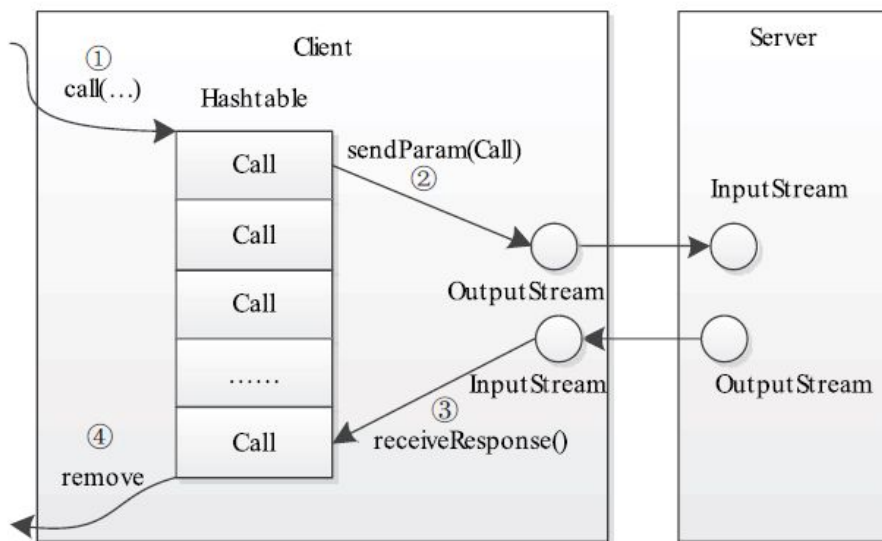 Client
Server
①
call(...)
Hashtable
Call
Call
Call
......
Call
sendParam(Call)
②
OutputStream
InputStream
InputStream
OutputStream
③
receiveResponse()
④
remove